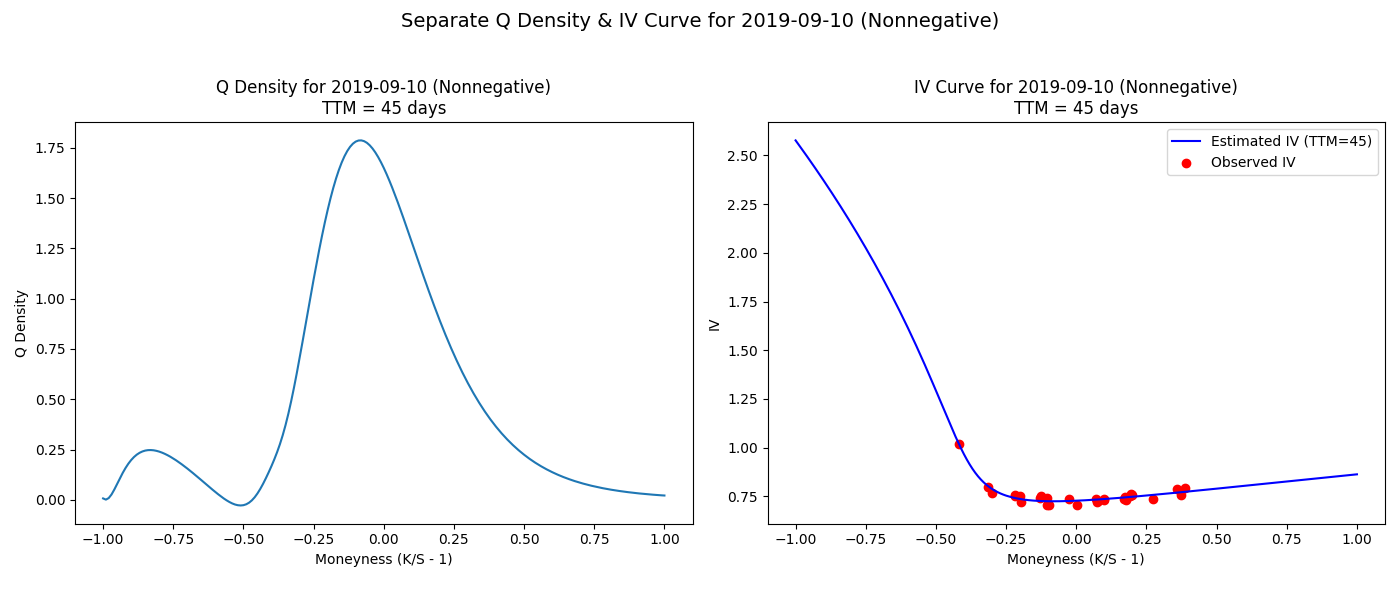 Separate Q Density & IV Curve for 2019-09-10 (Nonnegative)
Q Density for 2019-09-10 (Nonnegative)
TTM = 45 days
1.75
1.50
1.25
1.00
0.75
0.50
0.25
0.00
Q Density
−1.00 −0.75 −0.50 −0.25 0.00 0.25 0.50 0.75 1.00
Moneyness (K/S - 1)
IV Curve for 2019-09-10 (Nonnegative)
TTM = 45 days
Estimated IV (TTM=45)
Observed IV
2.50
2.25
2.00
1.75
1.50
1.25
1.00
0.75
IV
−1.00 −0.75 −0.50 −0.25 0.00 0.25 0.50 0.75 1.00
Moneyness (K/S - 1)